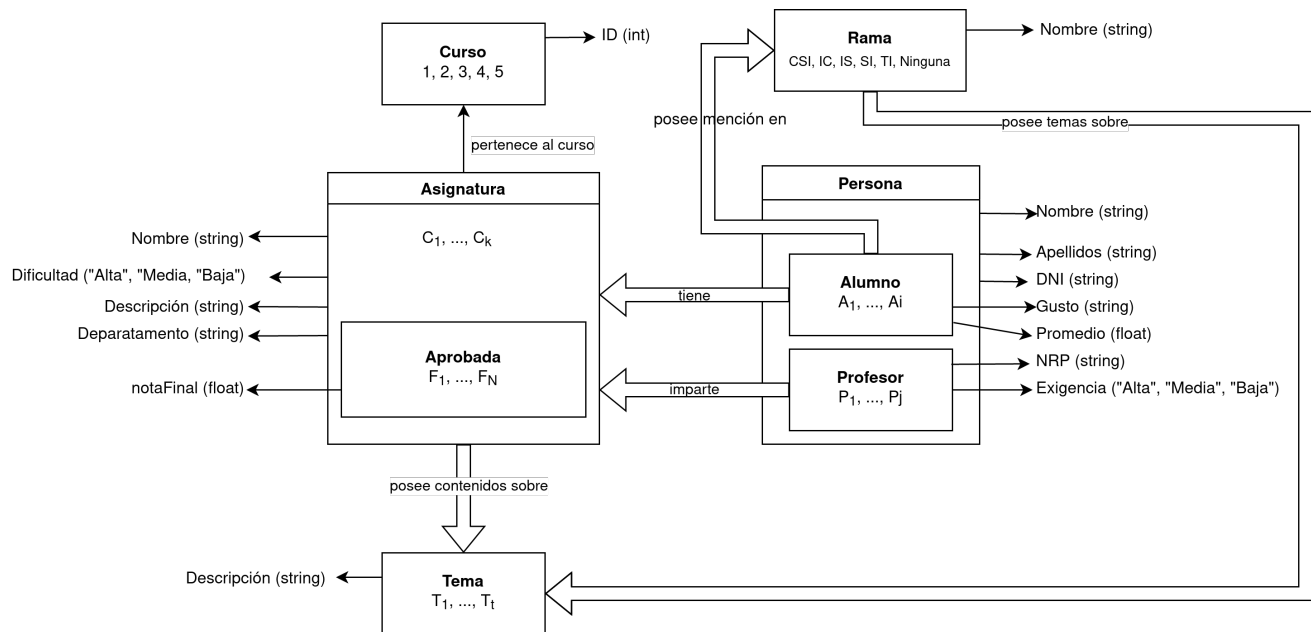 Curso
1, 2, 3, 4, 5
ID (int)
Rama
CSI, IC, IS, SI, TI, Ninguna
Nombre (string)
posee mención en
posee temas sobre
pertenece al curso
Asignatura
C1, ..., Ck
Nombre (string)
Dificultad ("Alta", "Media, "Baja")
Descripción (string)
Deparatamento (string)
Aprobada
F1, ..., FN
notaFinal (float)
Persona
Nombre (string)
Apellidos (string)
DNI (string)
Alumno
A1, ..., Ai
Gusto (string)
Promedio (float)
tiene
Profesor
P1, ..., Pj
NRP (string)
Exigencia ("Alta", "Media", "Baja")
imparte
posee contenidos sobre
Tema
T1, ..., Tt
Descripción (string)